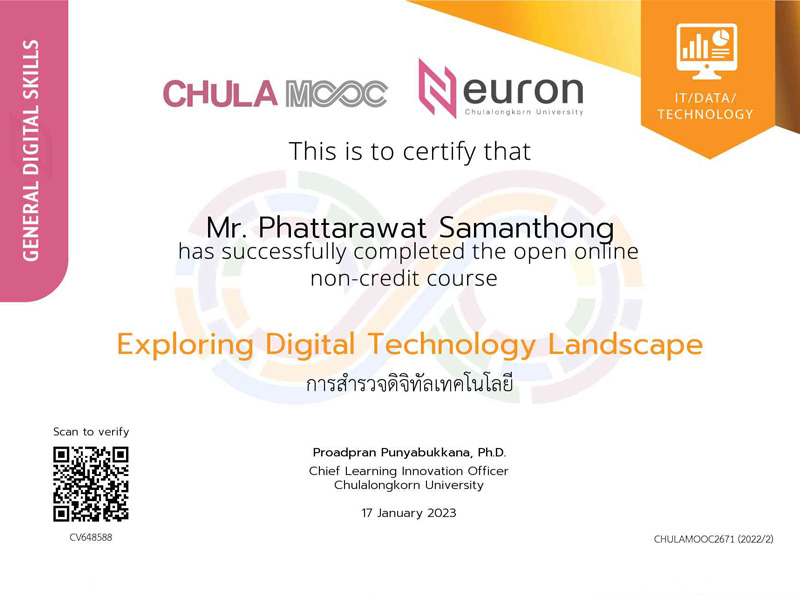 GENERAL DIGITAL SKILLS
CHULA MOOC
Neuron
Chulalongkorn University
IT/DATA/
TECHNOLOGY
This is to certify that
Mr. Phattarawat Samanthong
has successfully completed the open online
non-credit course
Exploring Digital Technology Landscape
การสำรวจดิจิทัลเทคโนโลยี
Scan to verify
CV648588
Proadpran Punyabukkana, Ph.D.
Chief Learning Innovation Officer
Chulalongkorn University
17 January 2023
CHULAMOOC2671 (2022/2)